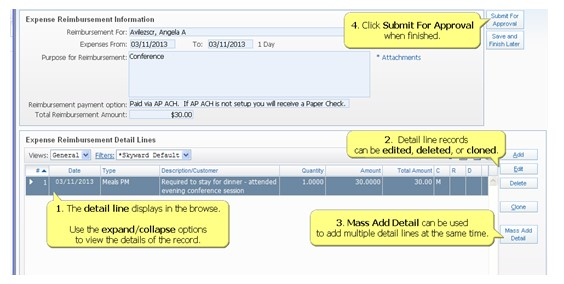 Expense Reimbursement Information
Reimbursement For: Avilezscr, Angela A
Expenses From: 03/11/2013 To: 03/11/2013 1 Day
Purpose for Reimbursement: Conference
* Attachments
Reimbursement payment option: Paid via AP ACH. If AP ACH is not setup you will receive a Paper Check.
Total Reimbursement Amount: $30.00
4. Click Submit For Approval
when finished.
Submit For
Approval
Save and
Finish Later
Expense Reimbursement Detail Lines
Views: General Filters: *Skyward Default
2. Detail line records
can be edited, deleted, or cloned.
# Date Type Description/Customer Quantity Amount Total Amount C R D
1 03/11/2013 Meals PM Required to stay for dinner - attended 1.0000 30.0000 30.00 M
evening conference session
1. The detail line displays in the browse.
Use the expand/collapse options
to view the details of the record.
3. Mass Add Detail can be used
to add multiple detail lines at the same time.
Add
Edit
Delete
Clone
Mass Add
Detail